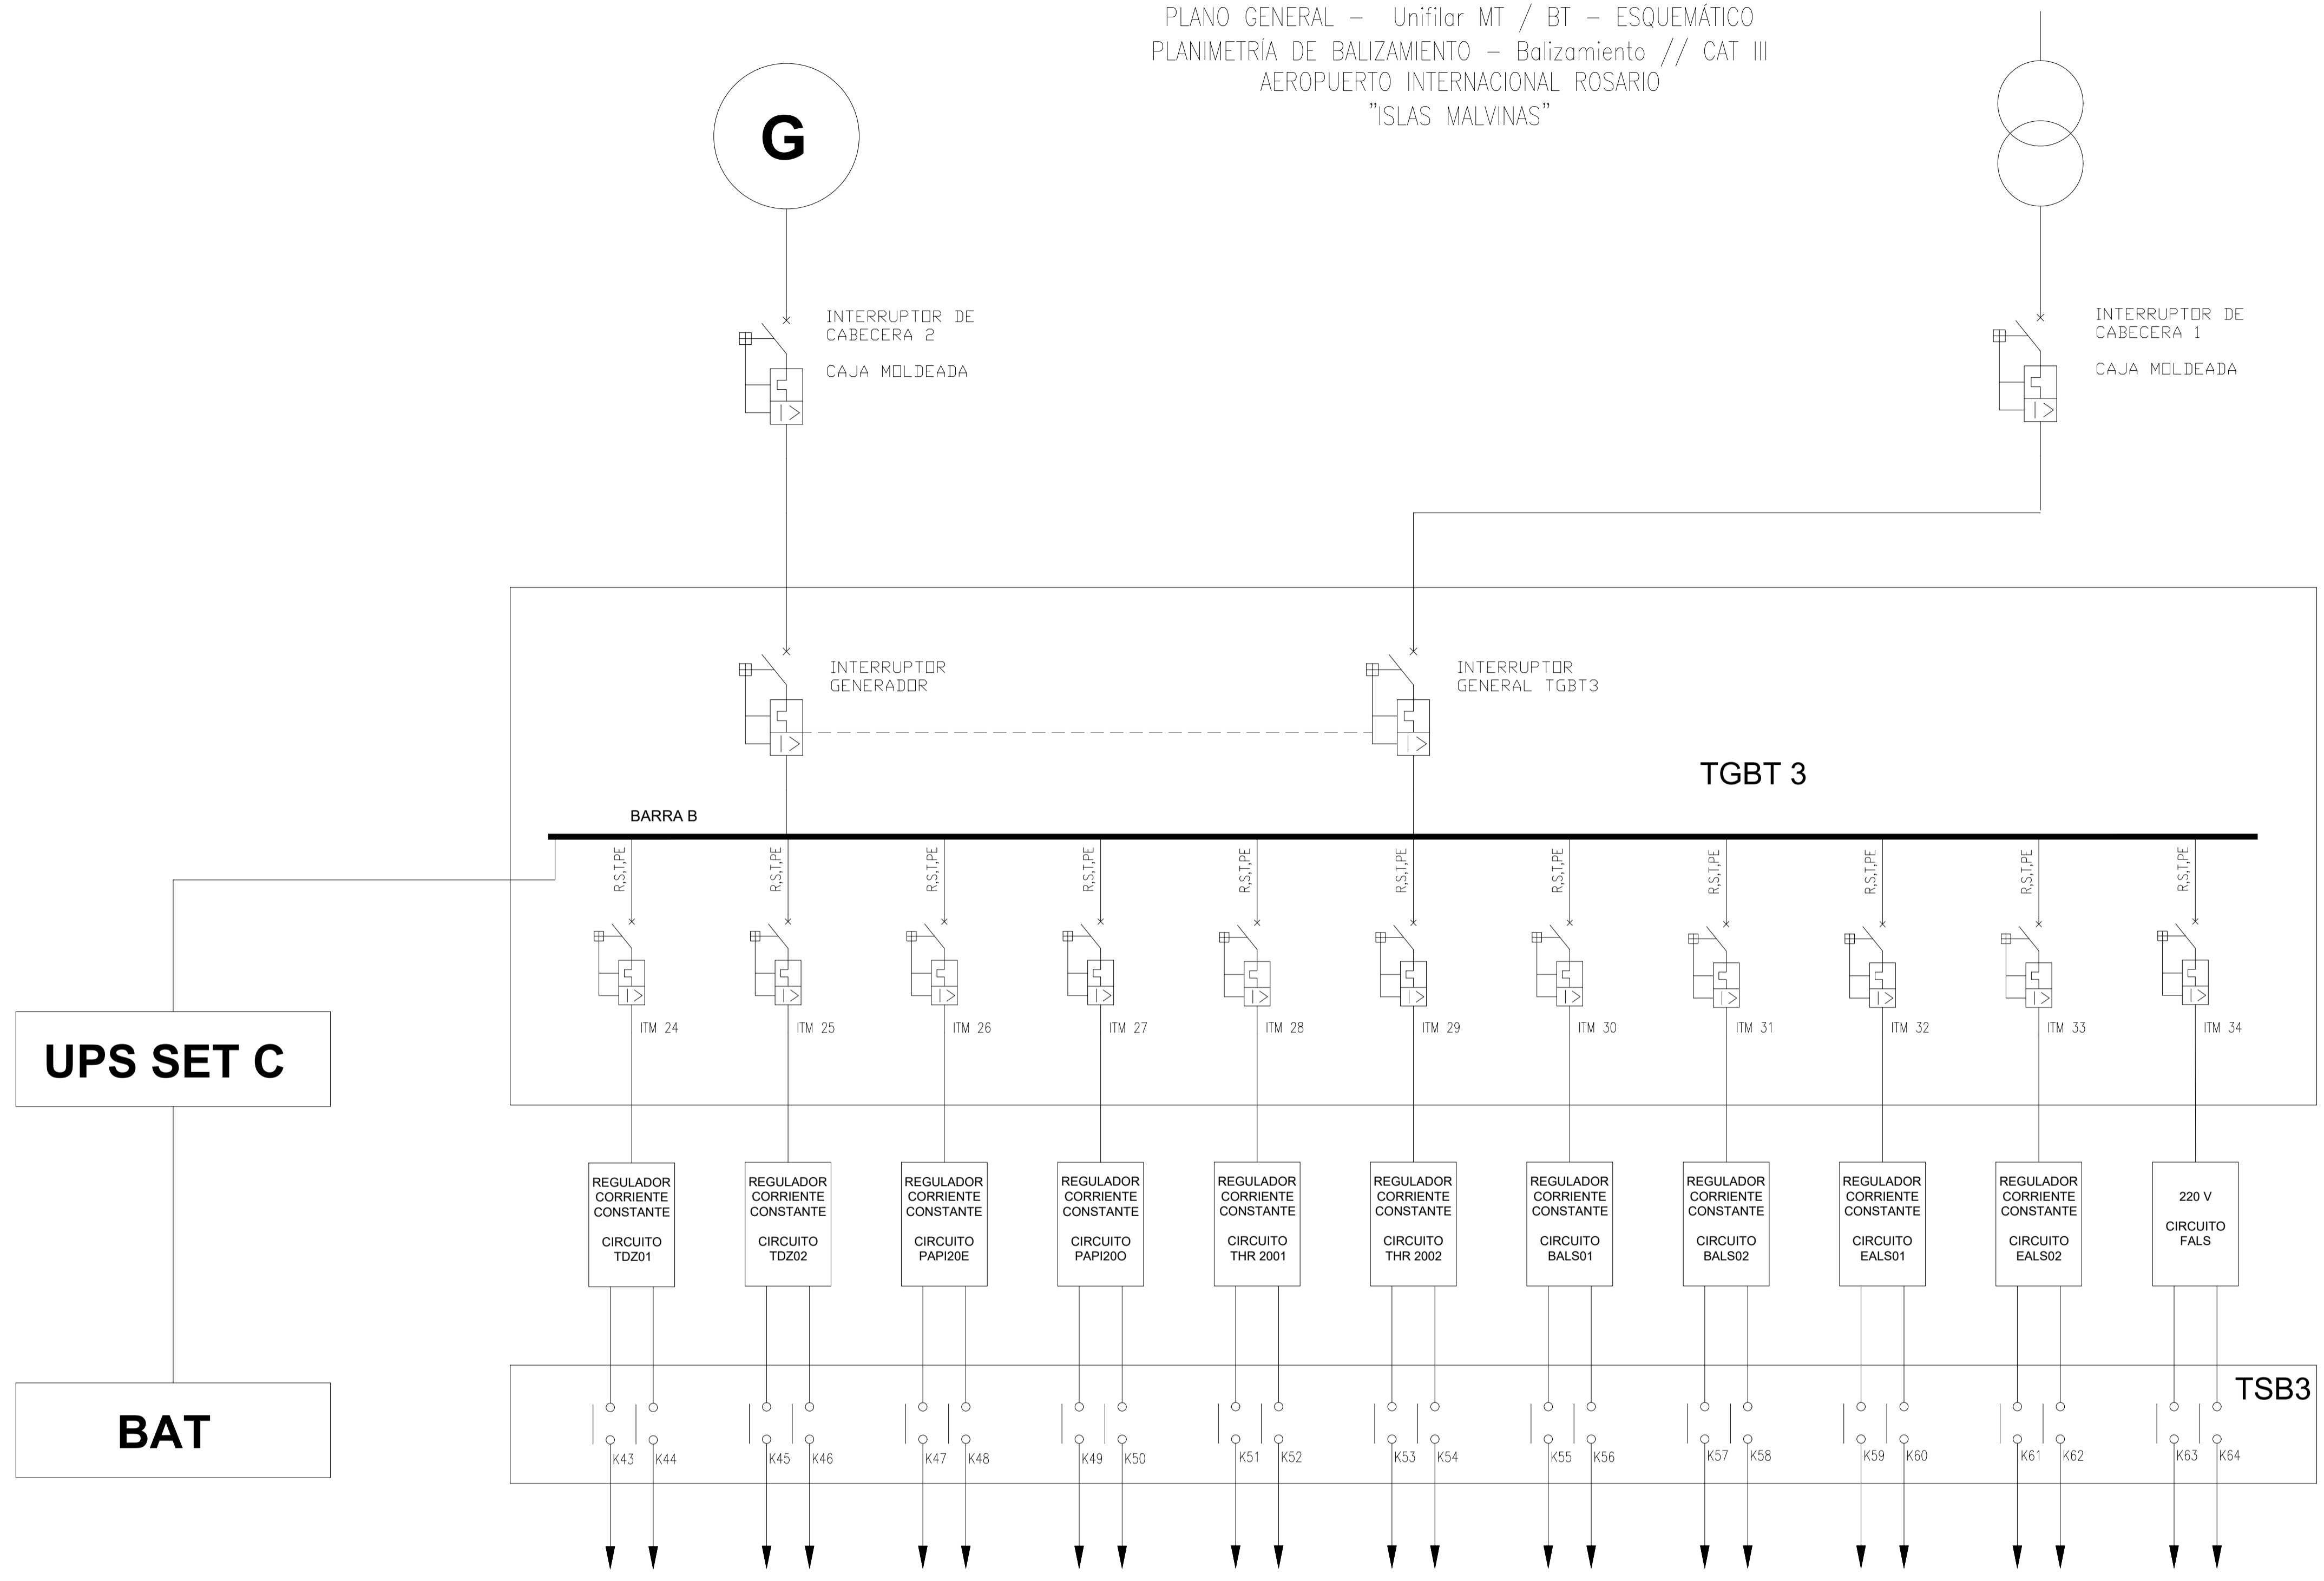 PLANO GENERAL - Unifilar MT / BT - ESQUEMÁTICO
PLANIMETRÍA DE BALIZAMIENTO - Balizamiento // CAT III
AEROPUERTO INTERNACIONAL ROSARIO
"ISLAS MALVINAS"
G
INTERRUPTOR DE
CABECERA 2
CAJA MOLDEADA
INTERRUPTOR DE
CABECERA 1
CAJA MOLDEADA
INTERRUPTOR
GENERADOR
INTERRUPTOR
GENERAL TGBT3
TGBT 3
BARRA B
R,S,T,PE
R,S,T,PE
R,S,T,PE
R,S,T,PE
R,S,T,PE
R,S,T,PE
R,S,T,PE
R,S,T,PE
R,S,T,PE
R,S,T,PE
R,S,T,PE
ITM 24
ITM 25
ITM 26
ITM 27
ITM 28
ITM 29
ITM 30
ITM 31
ITM 32
ITM 33
ITM 34
UPS SET C
BAT
REGULADOR
CORRIENTE
CONSTANTE
CIRCUITO
TDZ01
REGULADOR
CORRIENTE
CONSTANTE
CIRCUITO
TDZ02
REGULADOR
CORRIENTE
CONSTANTE
CIRCUITO
PAPI20E
REGULADOR
CORRIENTE
CONSTANTE
CIRCUITO
PAPI20O
REGULADOR
CORRIENTE
CONSTANTE
CIRCUITO
THR 2001
REGULADOR
CORRIENTE
CONSTANTE
CIRCUITO
THR 2002
REGULADOR
CORRIENTE
CONSTANTE
CIRCUITO
BALS01
REGULADOR
CORRIENTE
CONSTANTE
CIRCUITO
BALS02
REGULADOR
CORRIENTE
CONSTANTE
CIRCUITO
EALS01
REGULADOR
CORRIENTE
CONSTANTE
CIRCUITO
EALS02
220 V
CIRCUITO
FALS
TSB3
K43
K44
K45
K46
K47
K48
K49
K50
K51
K52
K53
K54
K55
K56
K57
K58
K59
K60
K61
K62
K63
K64